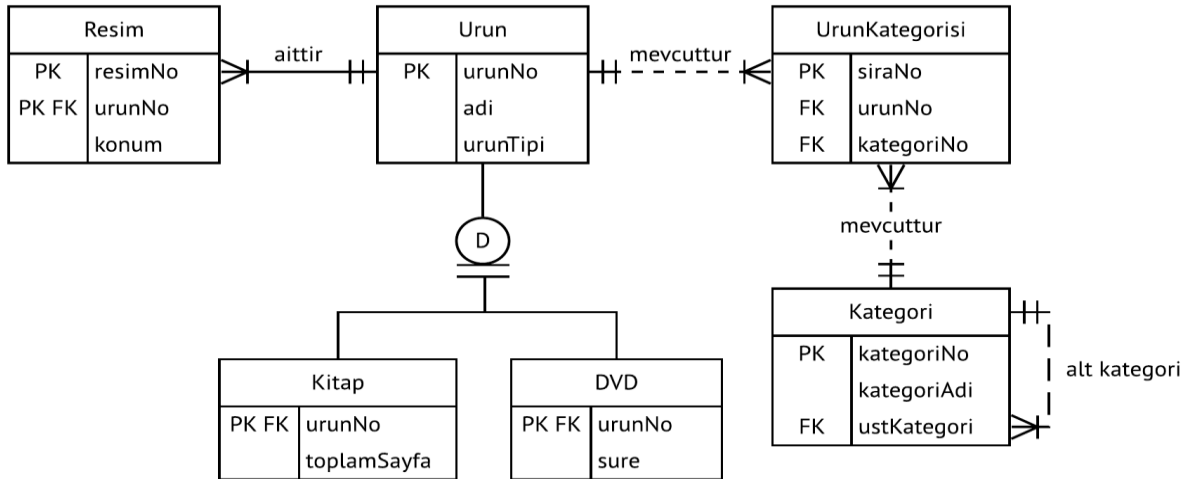 Resim
PK resimNo
PK FK urunNo
konum
aittir
Urun
PK urunNo
adi
urunTipi
mevcuttur
UrunKategorisi
PK siraNo
FK urunNo
FK kategoriNo
mevcuttur
D
Kategori
PK kategoriNo
kategoriAdi
FK ustKategori
alt kategori
Kitap
PK FK urunNo
toplamSayfa
DVD
PK FK urunNo
sure